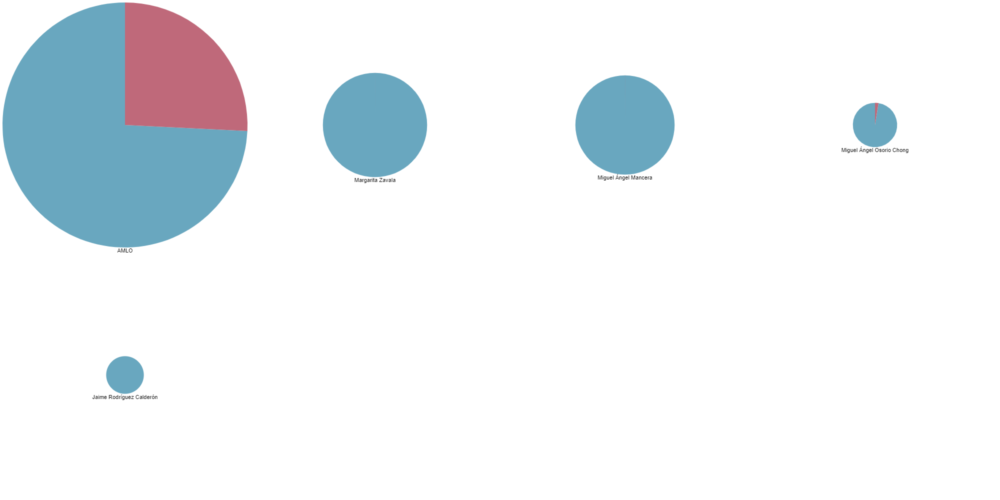 AMLO
Margarita Zavala
Miguel Ángel Mancera
Miguel Ángel Osorio Chong
Jaime Rodríguez Calderón